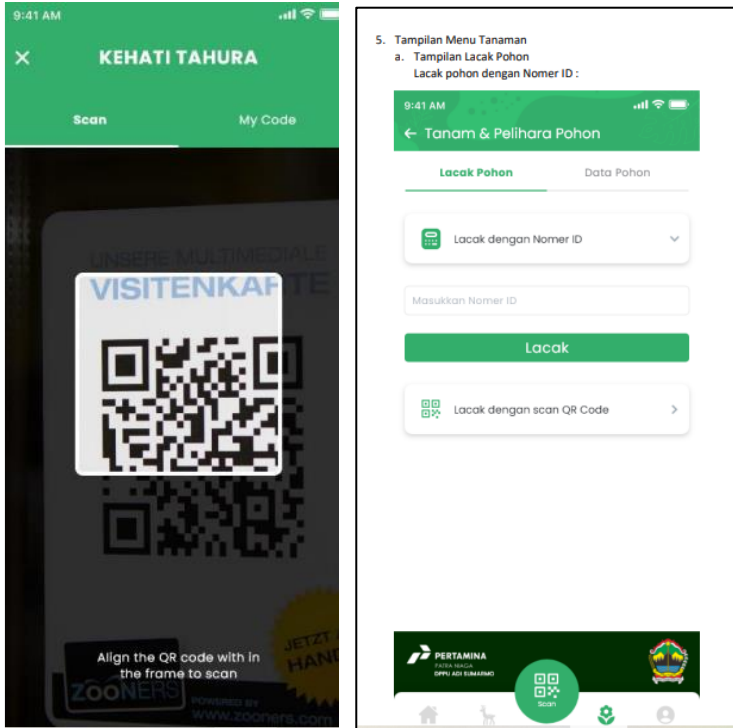 9:41 AM
KEHATI TAHURA
Scan
My Code
UNSERE MULTIMEDIALE
VISITENKARTE
Align the QR code with in
the frame to scan
JETZT
HAND
ZOONERS
POWERED BY
www.zooners.com
5. Tampilan Menu Tanaman
a. Tampilan Lacak Pohon
Lacak pohon dengan Nomer ID :
9:41 AM
← Tanam & Pelihara Pohon
Lacak Pohon
Data Pohon
Lacak dengan Nomer ID
Masukkan Nomer ID
Lacak
Lacak dengan scan QR Code
PERTAMINA
PATRA NIAGA
DPPU ADI SUMARMO
Scan